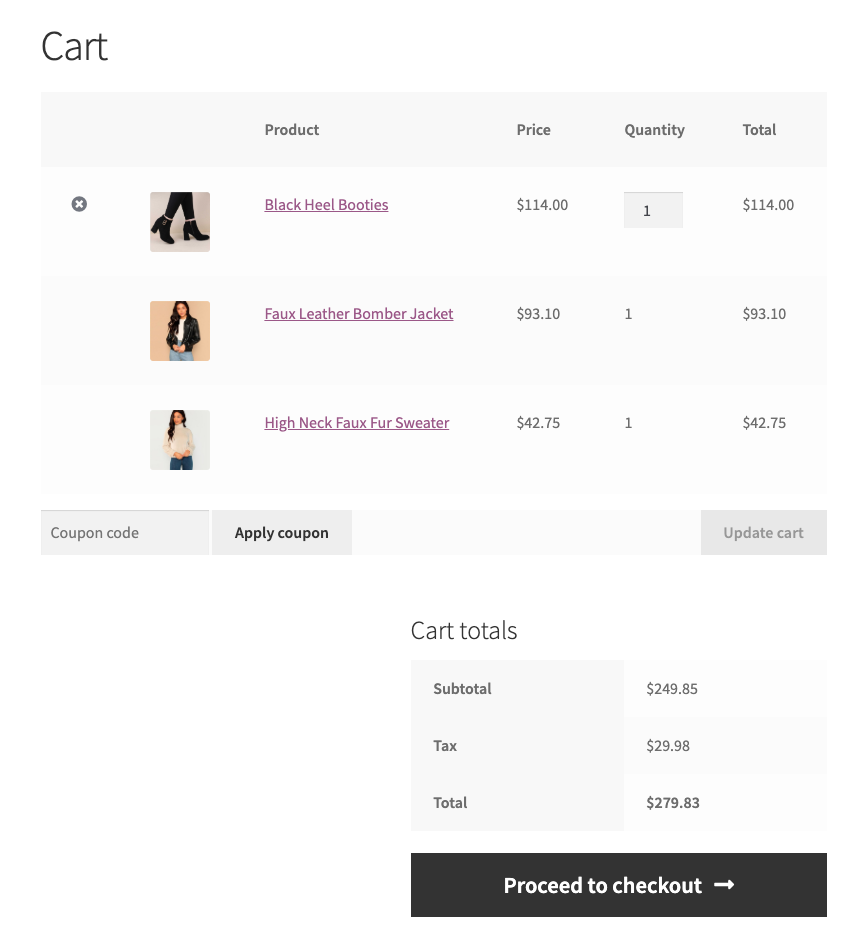 Cart
Product Price Quantity Total
Black Heel Booties $114.00 1 $114.00
Faux Leather Bomber Jacket $93.10 1 $93.10
High Neck Faux Fur Sweater $42.75 1 $42.75
Coupon code Apply coupon Update cart
Cart totals
Subtotal $249.85
Tax $29.98
Total $279.83
Proceed to checkout →